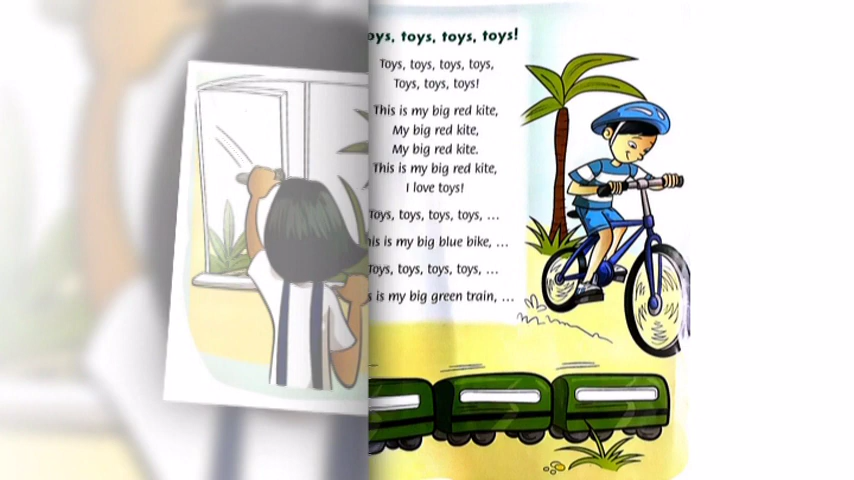 oys, toys, toys, toys!
Toys, toys, toys, toys,
Toys, toys, toys!
This is my big red kite,
My big red kite,
My big red kite.
This is my big red kite,
I love toys!
Toys, toys, toys, toys, ...
his is my big blue bike, ...
Toys, toys, toys, toys, ...
s is my big green train, ...